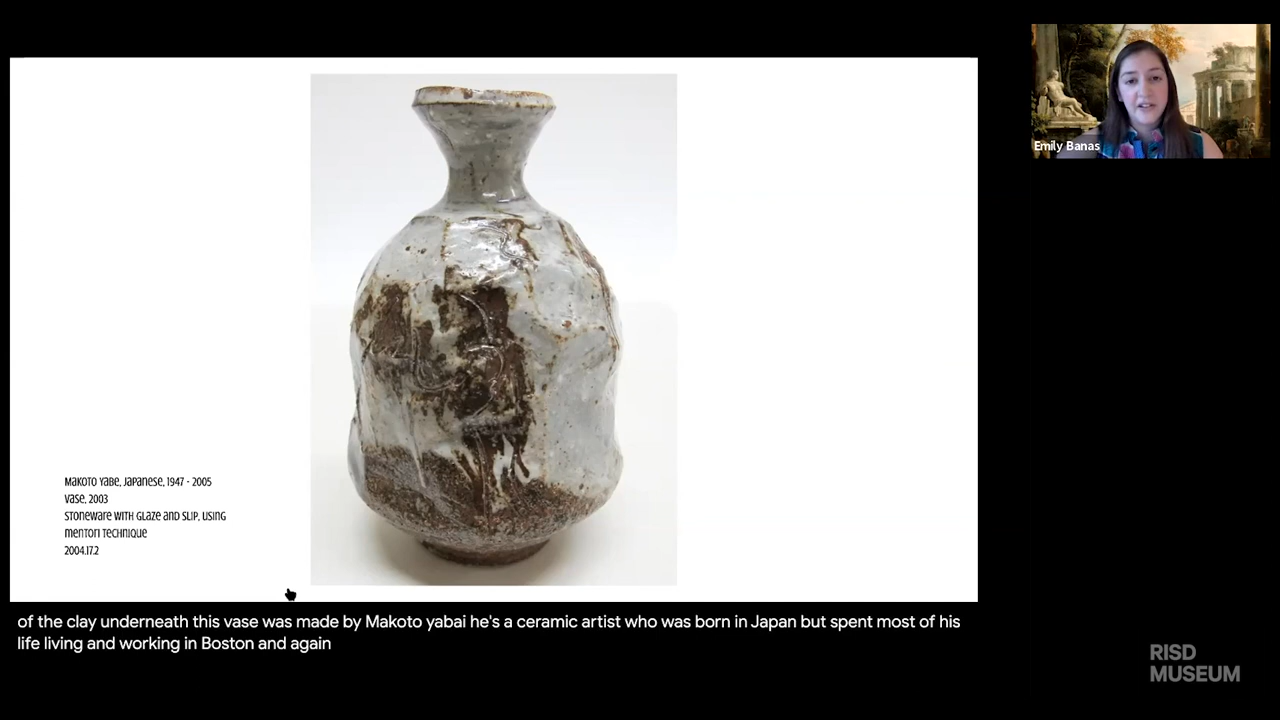 Emily Banas
Makoto Yabe, Japanese, 1947 - 2005
Vase, 2003
Stoneware with glaze and slip, using
mentori technique
2004.17.2
of the clay underneath this vase was made by Makoto yabai he's a ceramic artist who was born in Japan but spent most of his
life living and working in Boston and again
RISD
MUSEUM